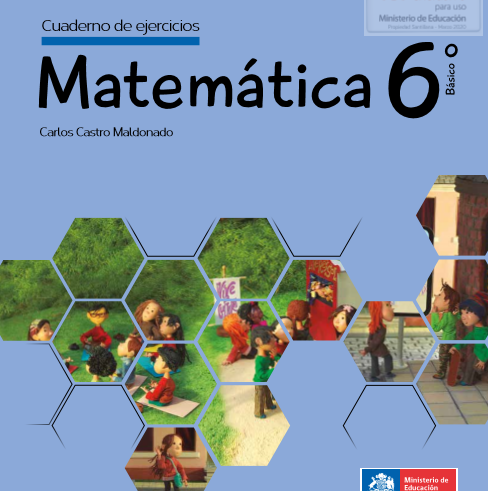 para uso
Ministerio de Educación
Cuaderno de ejercicios
Matemática 6°
Básico
Carlos Castro Maldonado
Ministerio de
Educación